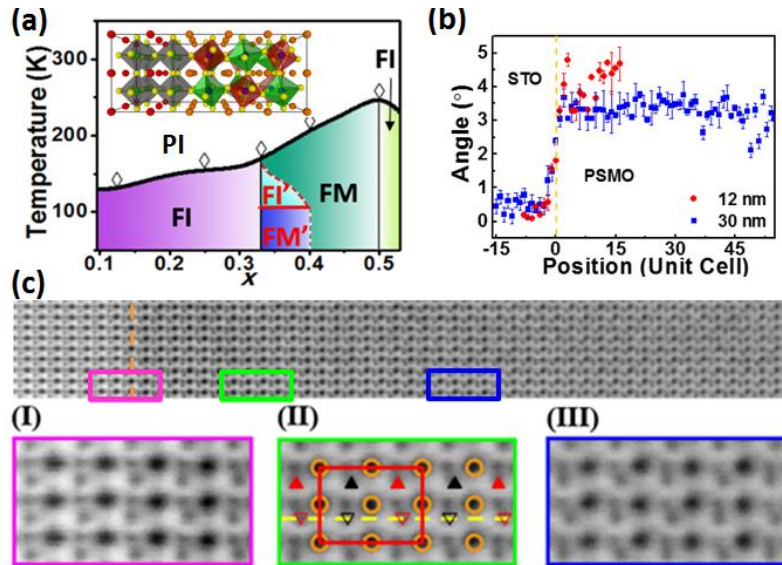 (a)
Temperature (K)
300
200
100
PI
FI
FI'
FM'
FM
FI
0.1 0.2 0.3 0.4 0.5
x
(b)
Angle (°)
5
4
3
2
1
0
STO
PSMO
12 nm
30 nm
-15 0 15 30 45
Position (Unit Cell)
(c)
(I) (II) (III)